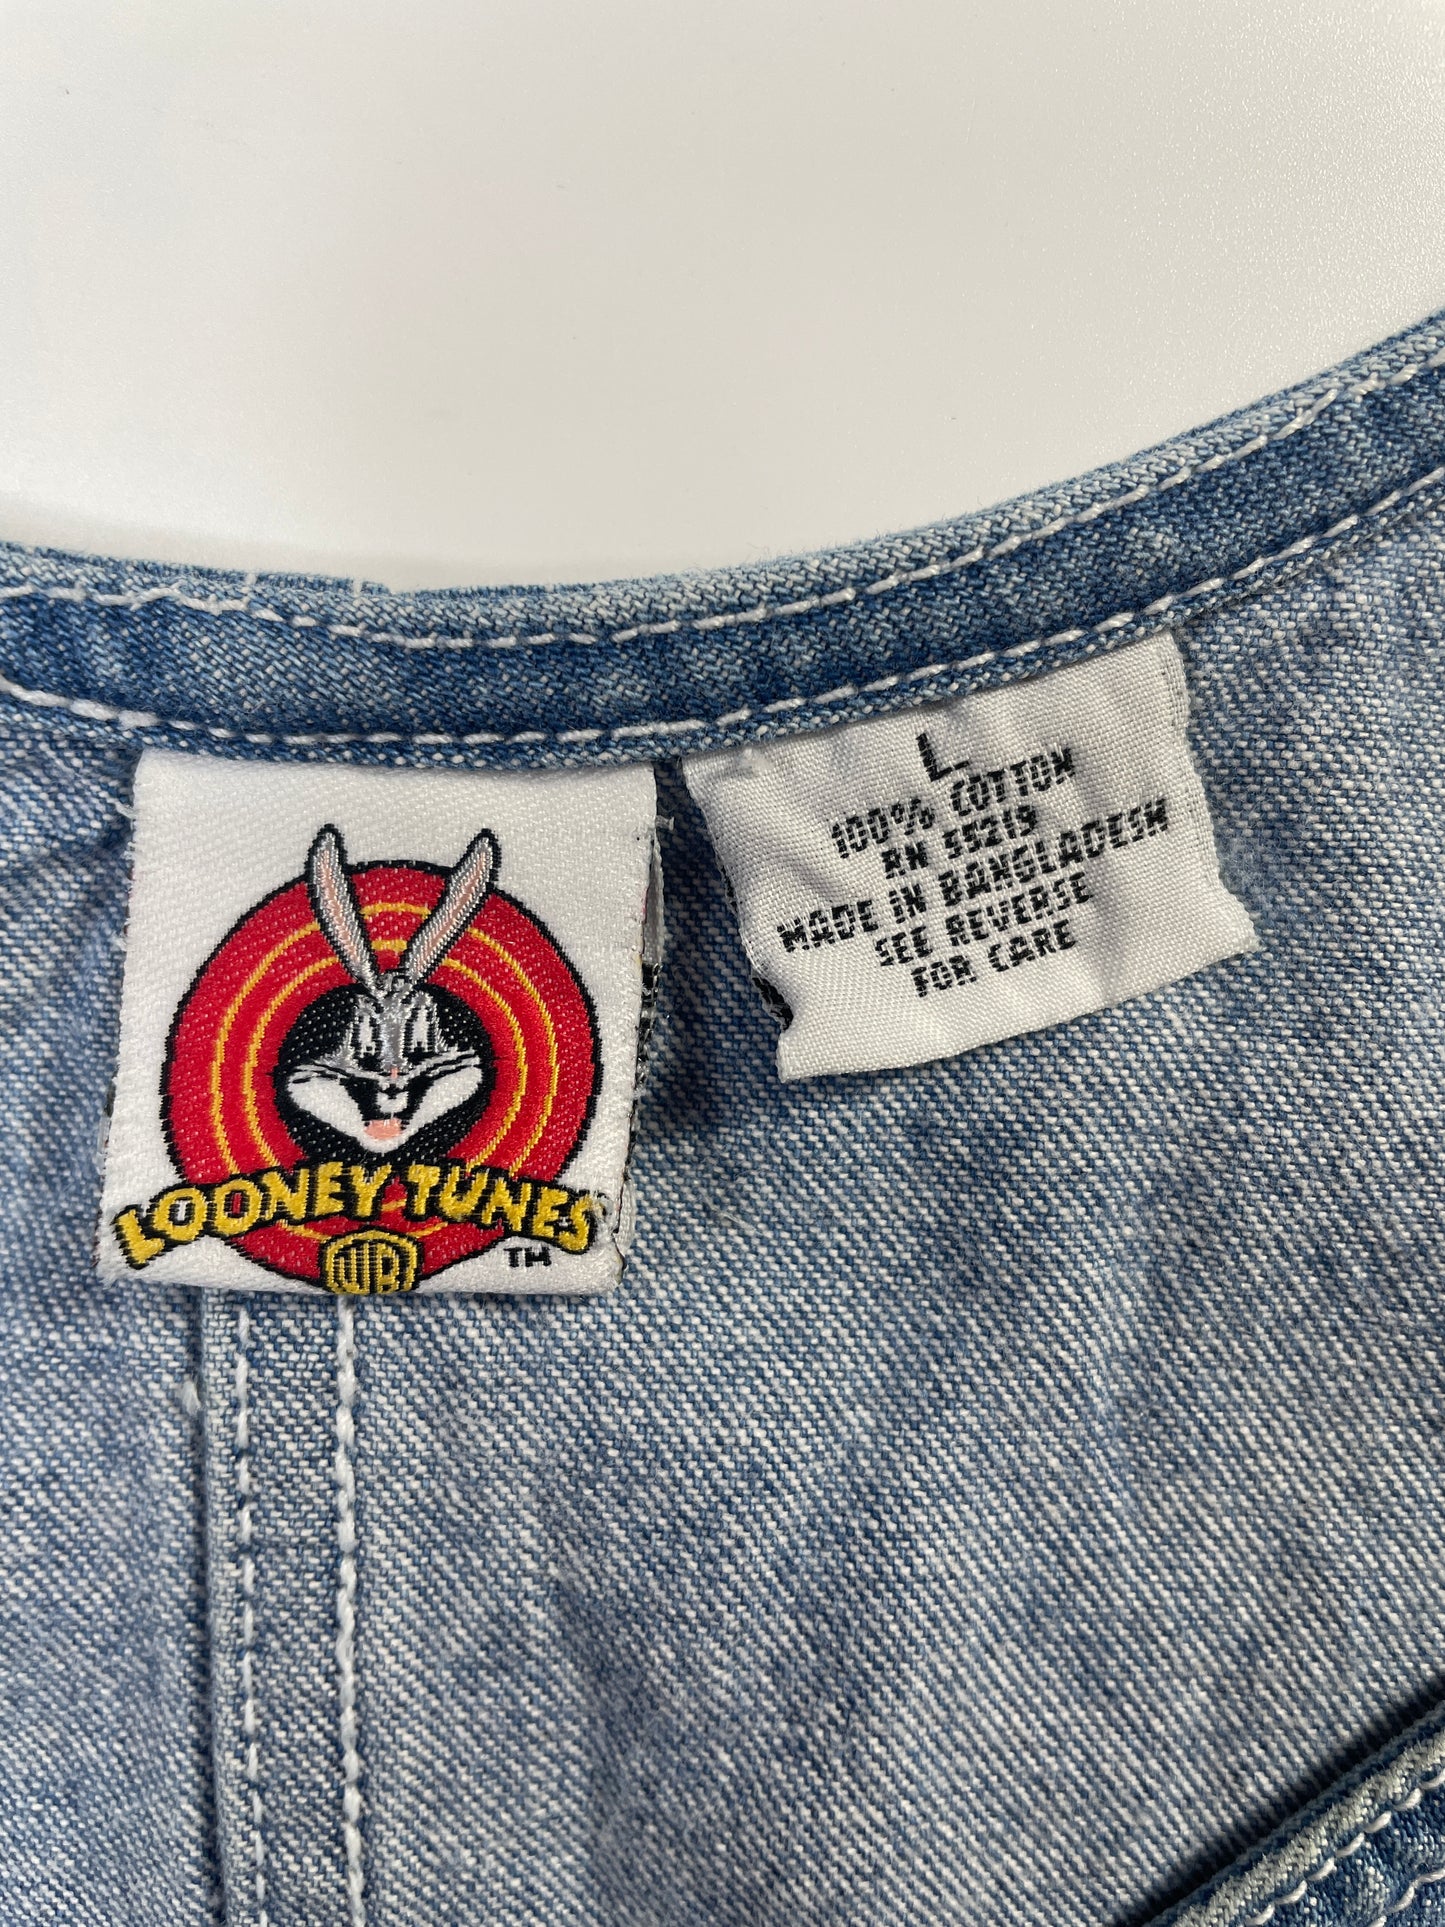 LOONEY TUNES
WB
TM
L
100% COTTON
RN 55219
MADE IN BANGLADESH
SEE REVERSE
FOR CARE